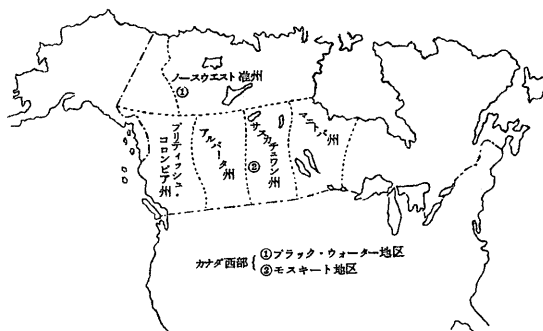 ノースウエスト準州
①
ブリティッシュ・
コロンビア州
アルバータ州
サスカチェワン州
②
マニトバ州
カナダ西部
①ブラック・ウォーター地区
②モスキート地区